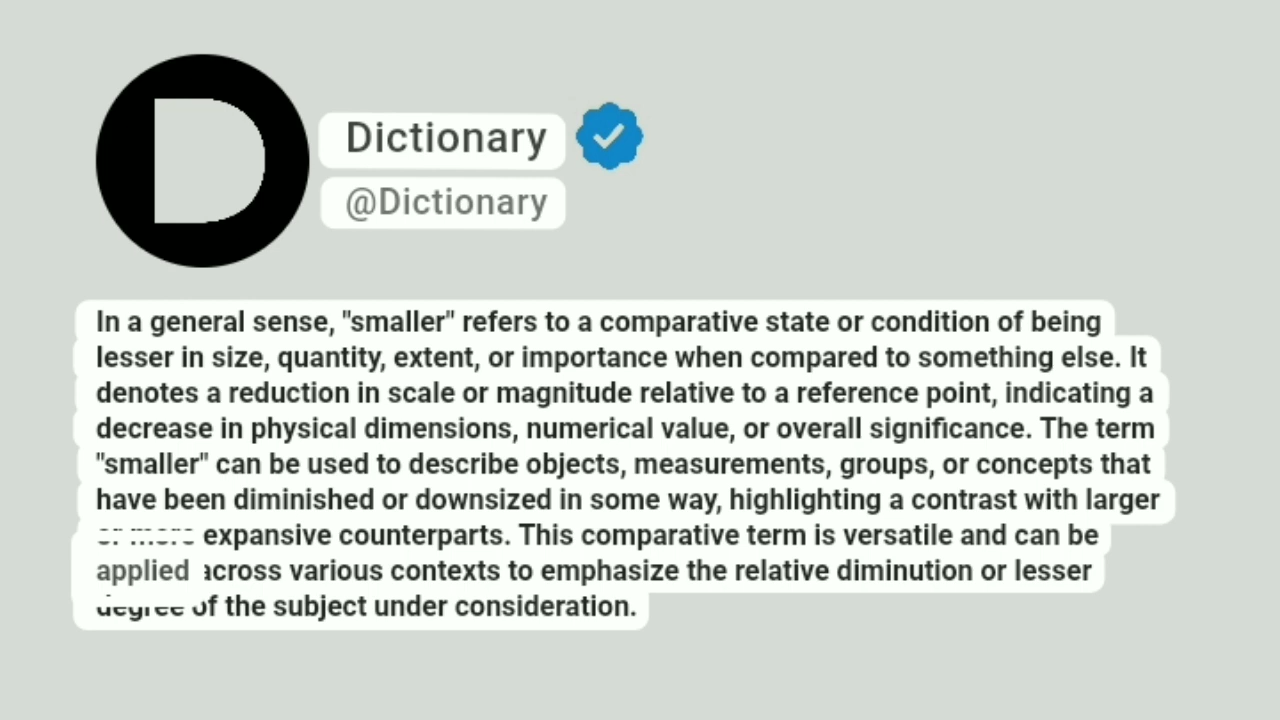 D
Dictionary
@Dictionary
In a general sense, "smaller" refers to a comparative state or condition of being
lesser in size, quantity, extent, or importance when compared to something else. It
denotes a reduction in scale or magnitude relative to a reference point, indicating a
decrease in physical dimensions, numerical value, or overall significance. The term
"smaller" can be used to describe objects, measurements, groups, or concepts that
have been diminished or downsized in some way, highlighting a contrast with larger
or more expansive counterparts. This comparative term is versatile and can be
applied across various contexts to emphasize the relative diminution or lesser
degree of the subject under consideration.